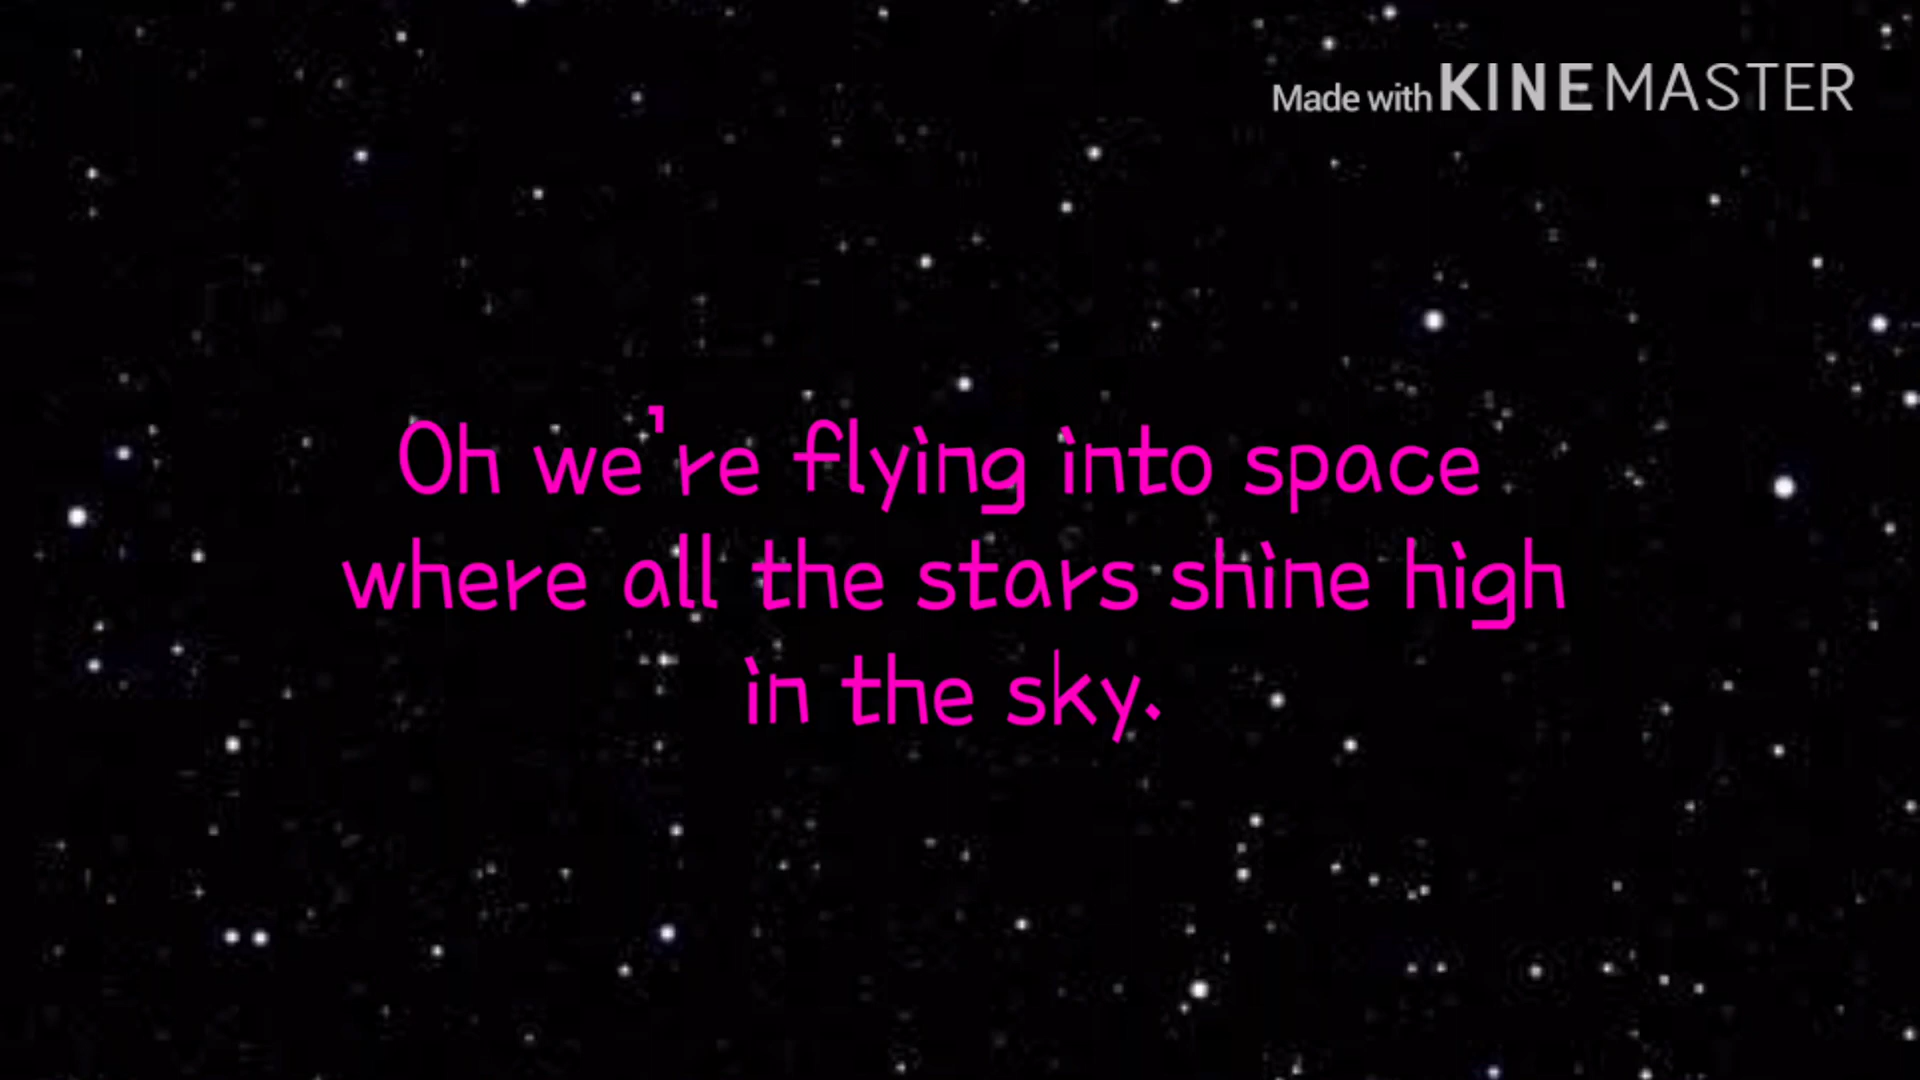 Made with KINEMASTER
Oh we're flying into space
where all the stars shine high
in the sky.